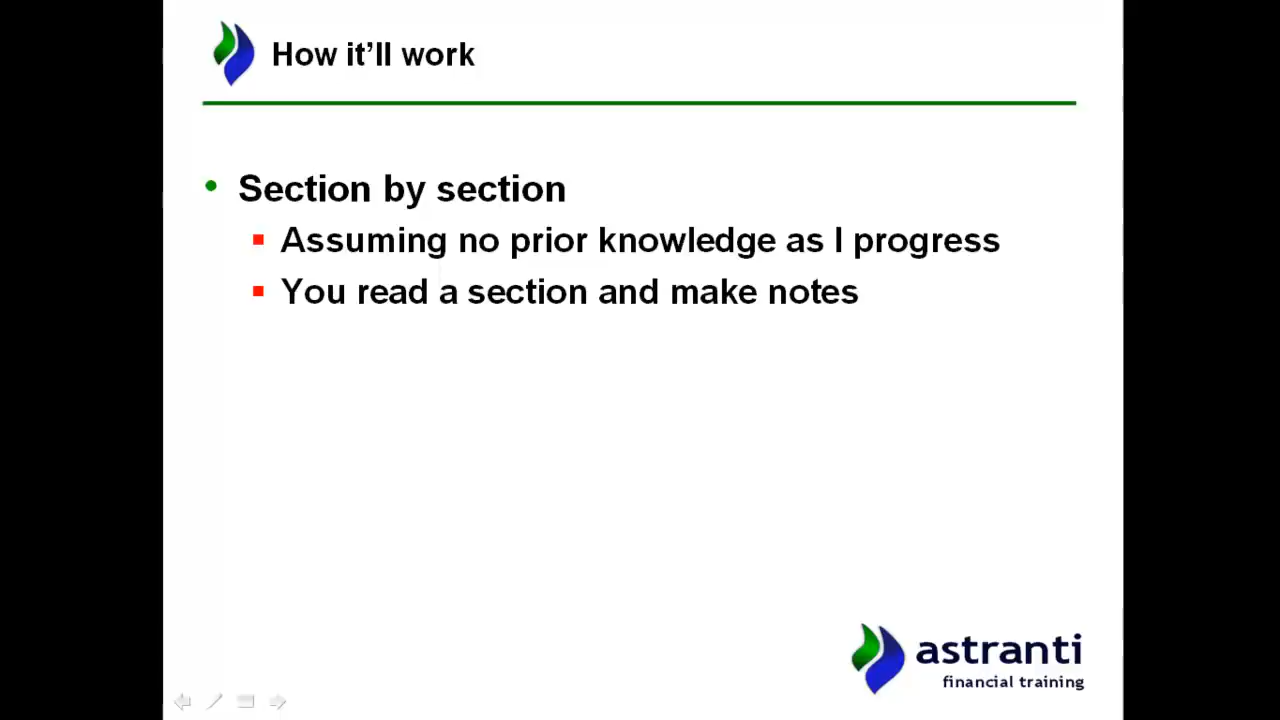 How it’ll work
Section by section
Assuming no prior knowledge as I progress
You read a section and make notes
astranti
financial training